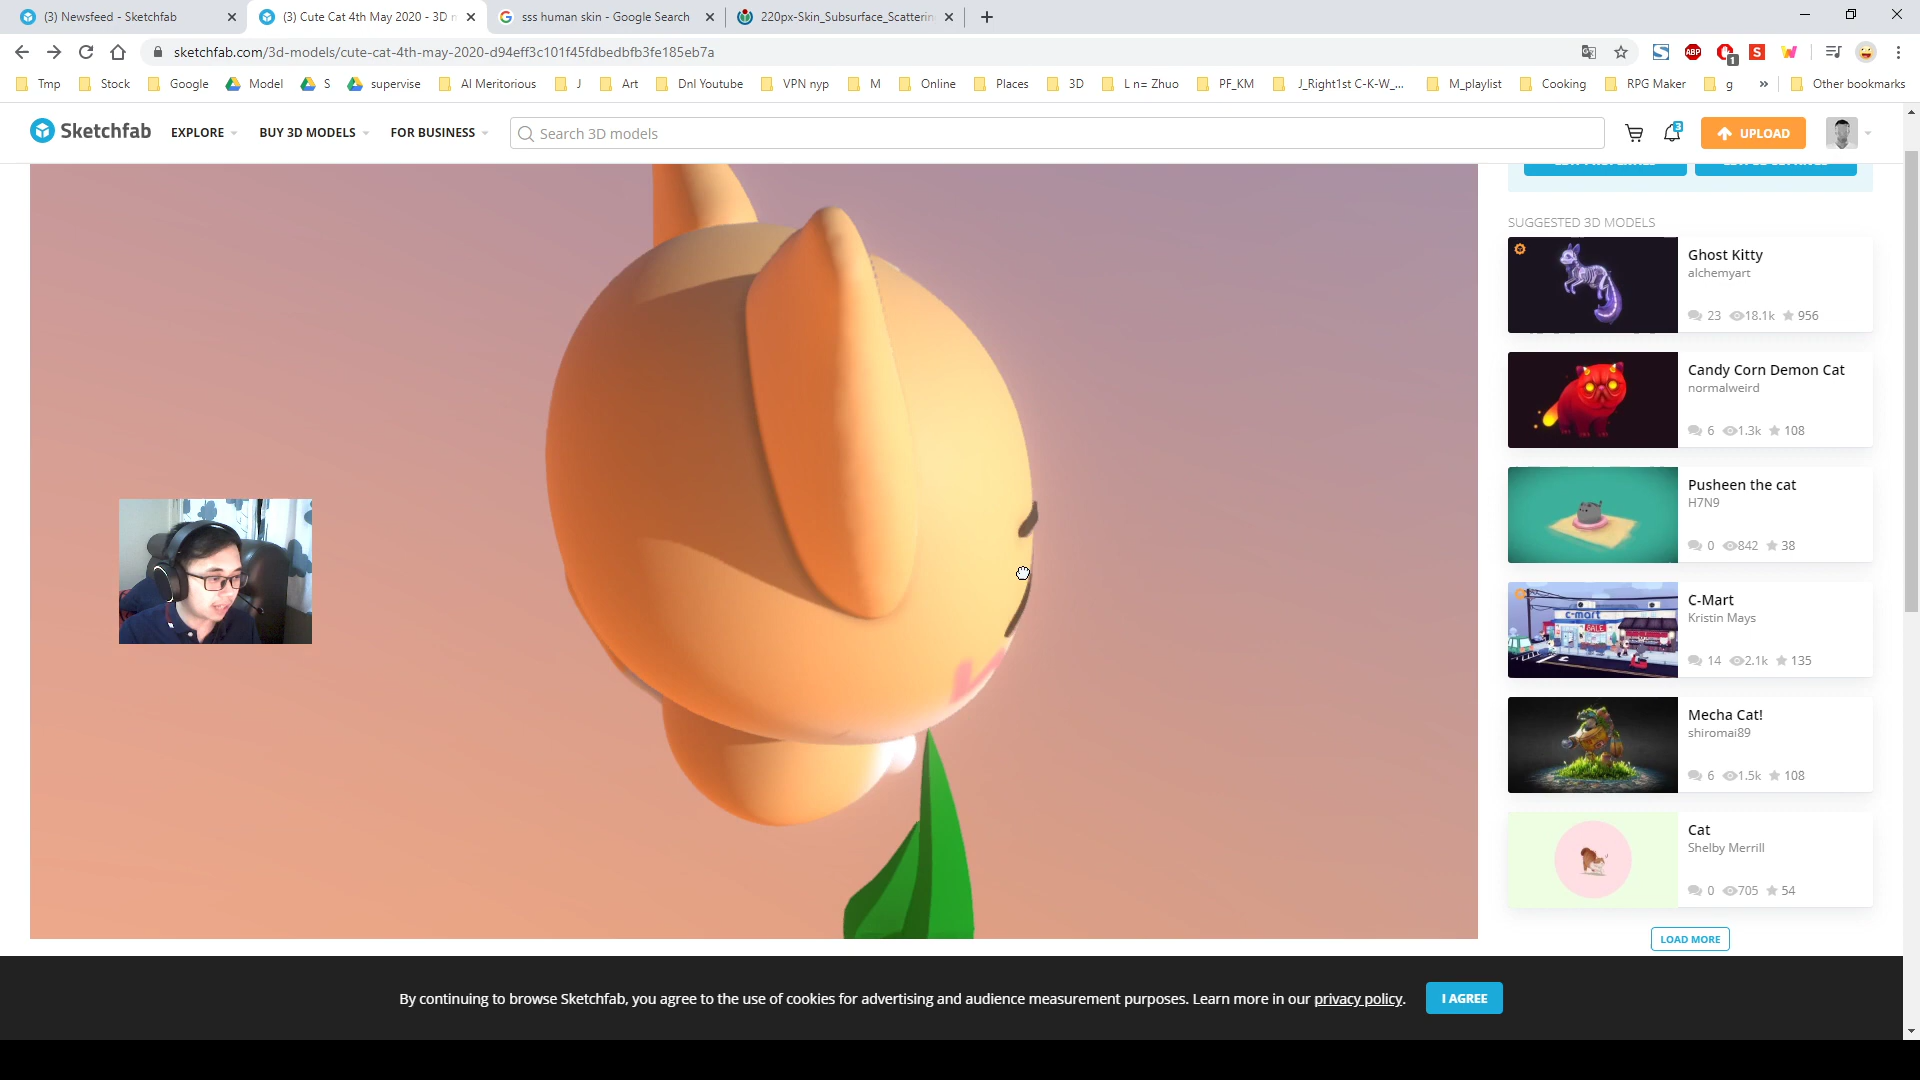 (3) Newsfeed - Sketchfab
(3) Cute Cat 4th May 2020 - 3D
sss human skin - Google Search
220px-Skin_Subsurface_Scatterin
sketchfab.com/3d-models/cute-cat-4th-may-2020-d94eff3c101f45fdbedbfb3fe185eb7a
ABP
1
S
Tmp
Stock
Google
Model
S
supervise
AI Meritorious
J
Art
Dnl Youtube
VPN nyp
M
Online
Places
3D
L n= Zhuo
PF_KM
J_Right1st C-K-W_...
M_playlist
Cooking
RPG Maker
g
»
Other bookmarks
Sketchfab
EXPLORE
BUY 3D MODELS
FOR BUSINESS
Search 3D models
3
UPLOAD
SUGGESTED 3D MODELS
Ghost Kitty
alchemyart
23 18.1k 956
Candy Corn Demon Cat
normalweird
6 1.3k 108
Pusheen the cat
H7N9
0 842 38
c-mart
SALE
C-Mart
Kristin Mays
14 2.1k 135
Mecha Cat!
shiromai89
6 1.5k 108
Cat
Shelby Merrill
0 705 54
LOAD MORE
By continuing to browse Sketchfab, you agree to the use of cookies for advertising and audience measurement purposes. Learn more in our privacy policy.
I AGREE